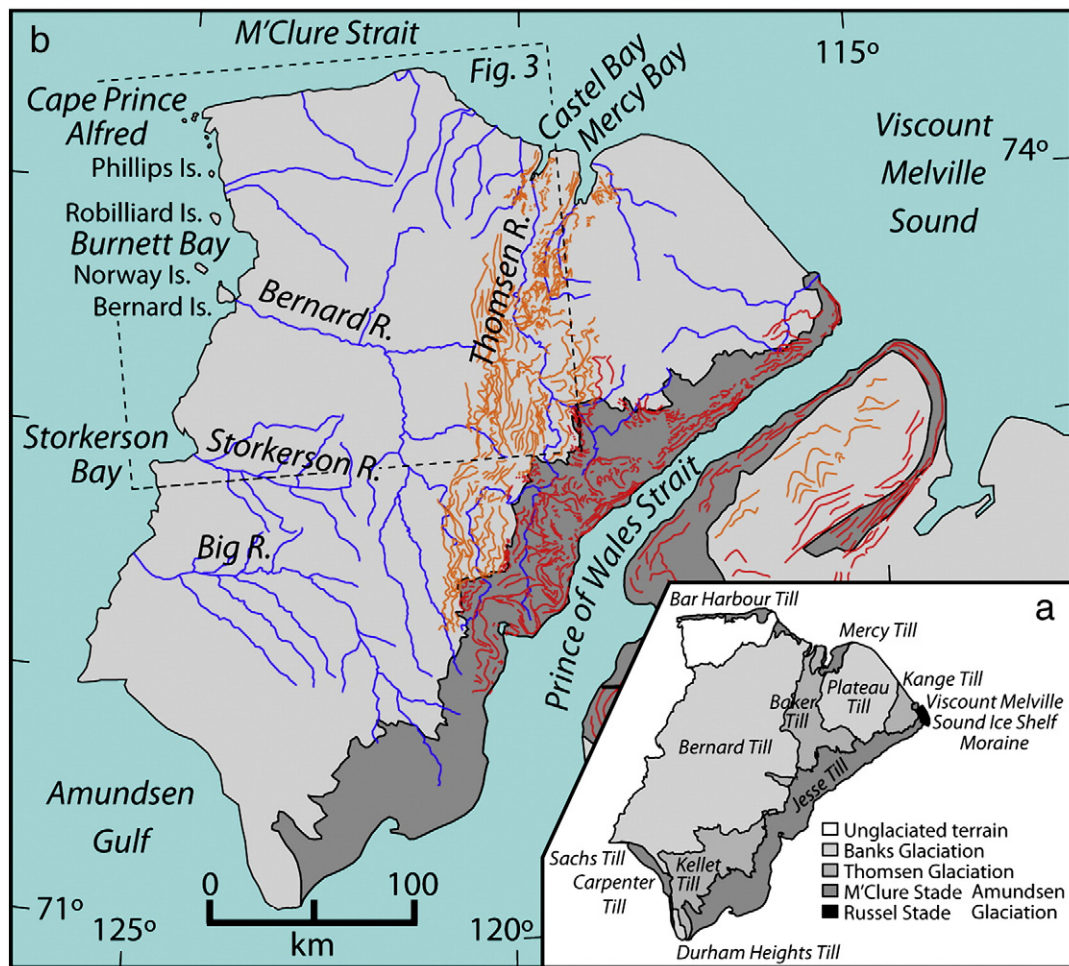 b
M'Clure Strait
115°
Fig. 3
Castel Bay
Mercy Bay
Cape Prince
Alfred
Viscount
Melville
Sound
74°
Phillips Is.
Robilliard Is.
Burnett Bay
Norway Is.
Bernard Is.
Thomsen R.
Bernard R.
Storkerson
Bay
Storkerson R.
Prince of Wales Strait
Big R.
Amundsen
Gulf
0
100
km
71°
125°
120°
a
Bar Harbour Till
Mercy Till
Kange Till
Plateau
Till
Baker
Till
Viscount Melville
Sound Ice Shelf
Moraine
Bernard Till
Jesse Till
Sachs Till
Carpenter
Till
Kellet
Till
Durham Heights Till
Unglaciated terrain
Banks Glaciation
Thomsen Glaciation
M'Clure Stade Amundsen
Russel Stade Glaciation